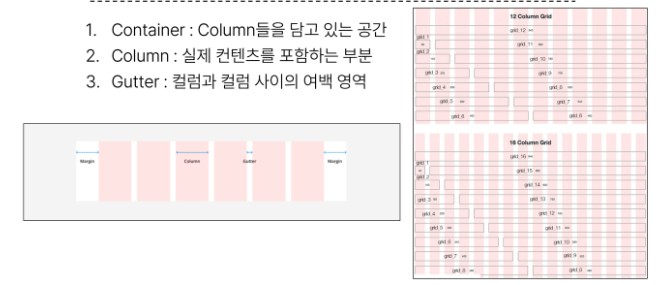 1. Container : Column들을 담고 있는 공간
2. Column : 실제 컨텐츠를 포함하는 부분
3. Gutter : 컬럼과 컬럼 사이의 여백 영역
Margin Column Gutter Margin
12 Column Grid
grid_12
grid_1
grid_11
grid_2
grid_10
grid_3 grid_9
grid_4 grid_8
grid_5 grid_7
grid_6 grid_6
16 Column Grid
grid_16
grid_1
grid_15
grid_2
grid_14
grid_3 grid_13
grid_4 grid_12
grid_5 grid_11
grid_6 grid_10
grid_7 grid_9
grid_8 grid_8